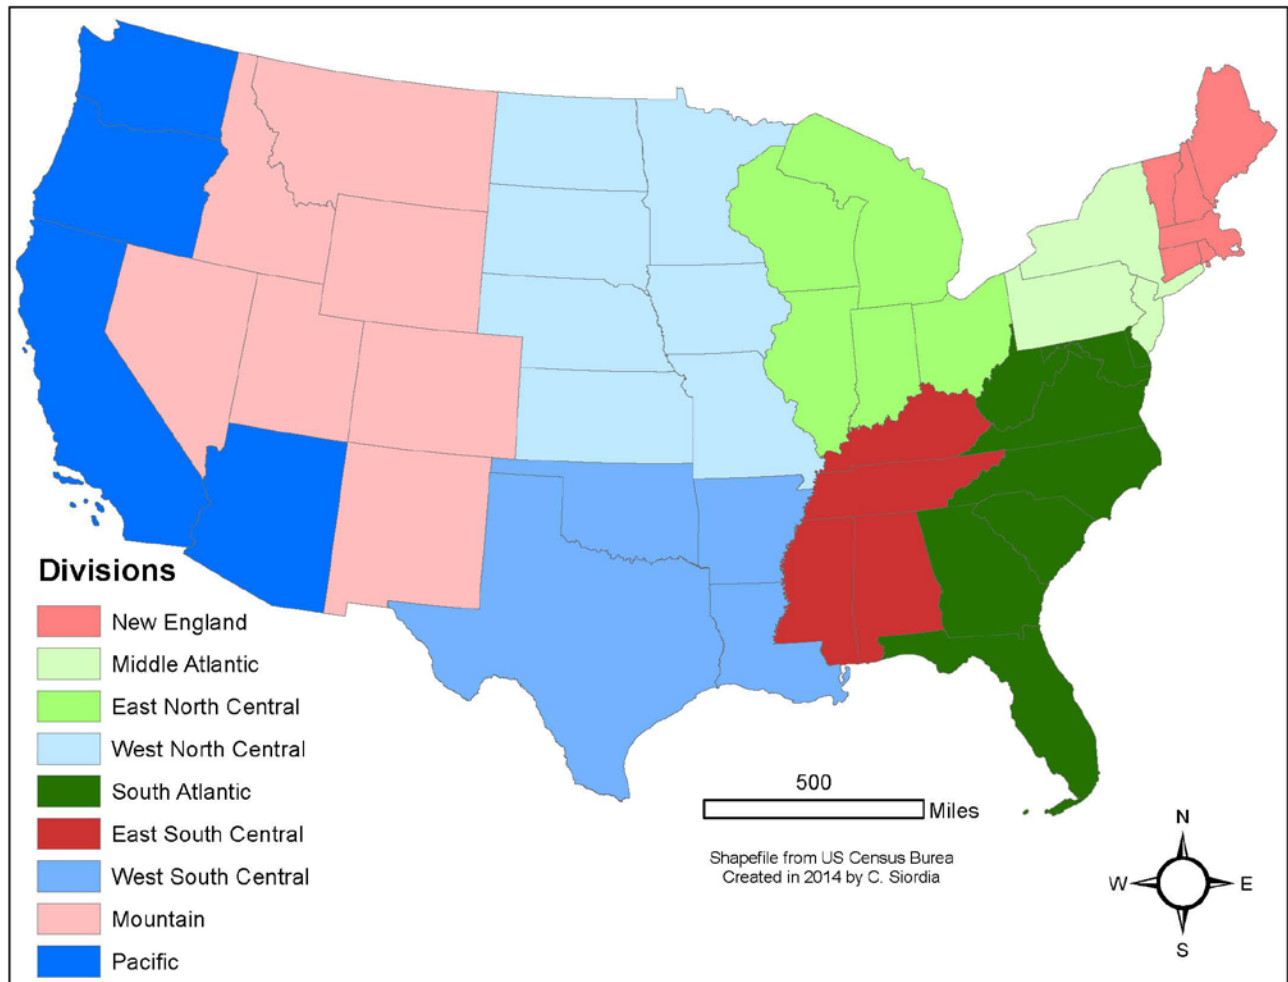 Divisions
New England
Middle Atlantic
East North Central
West North Central
South Atlantic
East South Central
West South Central
Mountain
Pacific
500
Miles
Shapefile from US Census Burea
Created in 2014 by C. Siordia
N
W
E
S